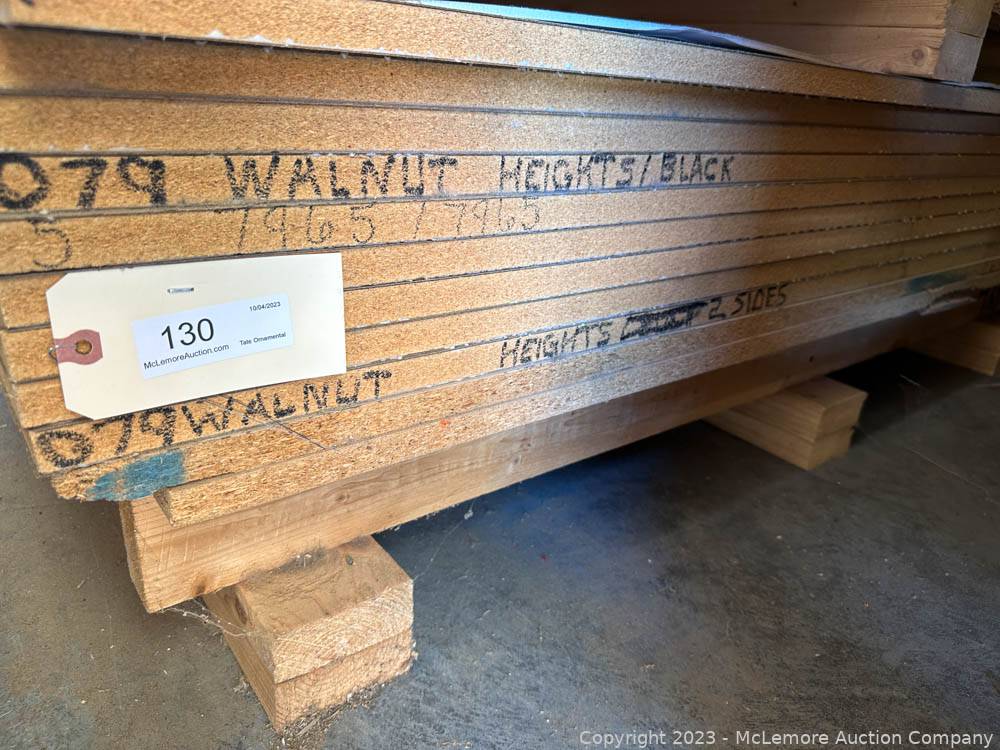 079 WALNUT HEIGHTS/BLACK
5 7965 / 7965
10/04/2023
130
Tate Ornamental
McLemoreAuction.com
079 WALNUT HEIGHTS 2 SIDES
Copyright 2023 - McLemore Auction Company